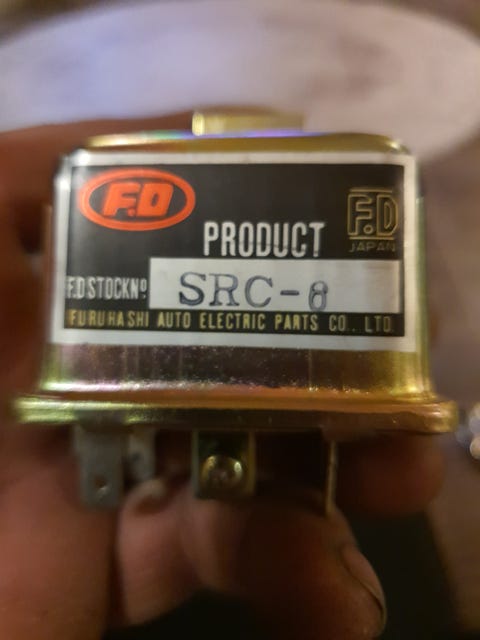 F.D
F.D
JAPAN
PRODUCT
F.D STOCK Nº SRC-8
FURUHASHI AUTO ELECTRIC PARTS CO., LTD.